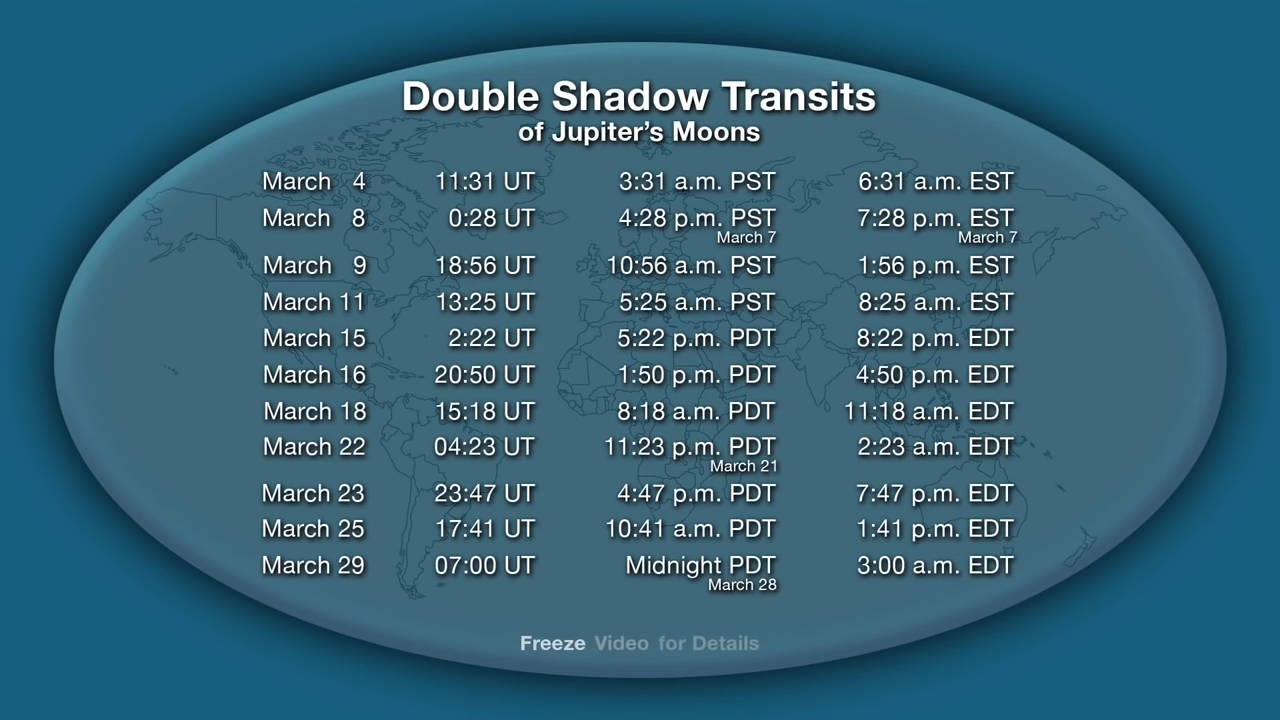 Double Shadow Transits
of Jupiter's Moons
March 4 11:31 UT 3:31 a.m. PST 6:31 a.m. EST
March 8 0:28 UT 4:28 p.m. PST 7:28 p.m. EST
March 7 March 7
March 9 18:56 UT 10:56 a.m. PST 1:56 p.m. EST
March 11 13:25 UT 5:25 a.m. PST 8:25 a.m. EST
March 15 2:22 UT 5:22 p.m. PDT 8:22 p.m. EDT
March 16 20:50 UT 1:50 p.m. PDT 4:50 p.m. EDT
March 18 15:18 UT 8:18 a.m. PDT 11:18 a.m. EDT
March 22 04:23 UT 11:23 p.m. PDT 2:23 a.m. EDT
March 21
March 23 23:47 UT 4:47 p.m. PDT 7:47 p.m. EDT
March 25 17:41 UT 10:41 a.m. PDT 1:41 p.m. EDT
March 29 07:00 UT Midnight PDT 3:00 a.m. EDT
March 28
Freeze Video for Details